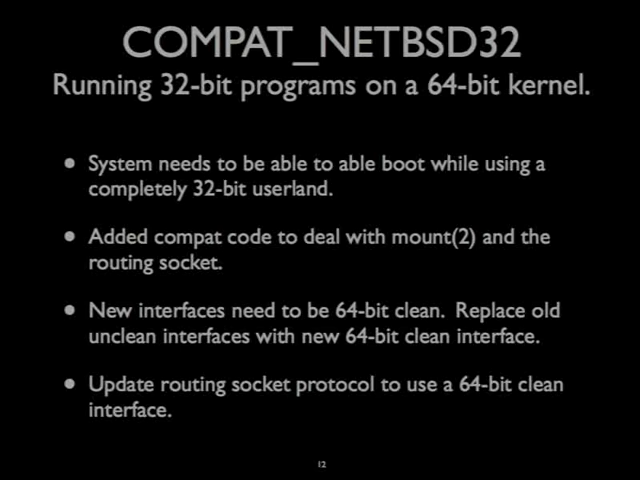 COMPAT_NETBSD32
Running 32-bit programs on a 64-bit kernel.
• System needs to be able to able boot while using a
completely 32-bit userland.
• Added compat code to deal with mount(2) and the
routing socket.
• New interfaces need to be 64-bit clean. Replace old
unclean interfaces with new 64-bit clean interface.
• Update routing socket protocol to use a 64-bit clean
interface.
12